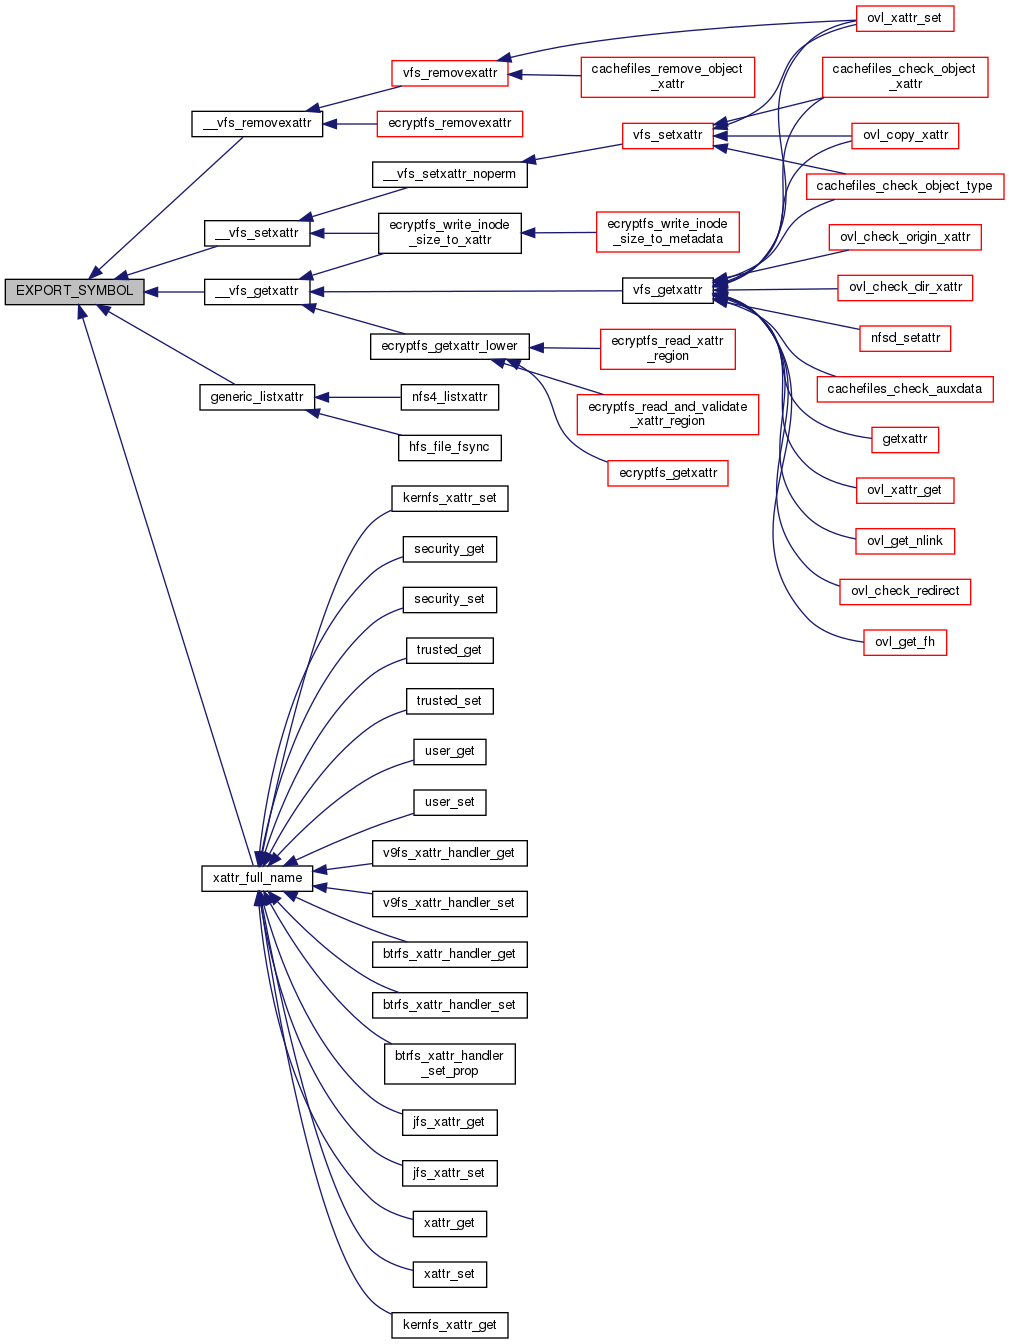 EXPORT_SYMBOL
__vfs_removexattr
vfs_removexattr
ovl_xattr_set
cachefiles_remove_object
_xattr
ecryptfs_removexattr
__vfs_setxattr
__vfs_setxattr_noperm
vfs_setxattr
cachefiles_check_object
_xattr
ovl_copy_xattr
cachefiles_check_object_type
ecryptfs_write_inode
_size_to_xattr
ecryptfs_write_inode
_size_to_metadata
__vfs_getxattr
vfs_getxattr
ovl_check_origin_xattr
ovl_check_dir_xattr
nfsd_setattr
cachefiles_check_auxdata
getxattr
ovl_xattr_get
ovl_get_nlink
ovl_check_redirect
ovl_get_fh
ecryptfs_getxattr_lower
ecryptfs_read_xattr
_region
ecryptfs_read_and_validate
_xattr_region
ecryptfs_getxattr
generic_listxattr
nfs4_listxattr
hfs_file_fsync
xattr_full_name
kernfs_xattr_set
security_get
security_set
trusted_get
trusted_set
user_get
user_set
v9fs_xattr_handler_get
v9fs_xattr_handler_set
btrfs_xattr_handler_get
btrfs_xattr_handler_set
btrfs_xattr_handler
_set_prop
jfs_xattr_get
jfs_xattr_set
xattr_get
xattr_set
kernfs_xattr_get